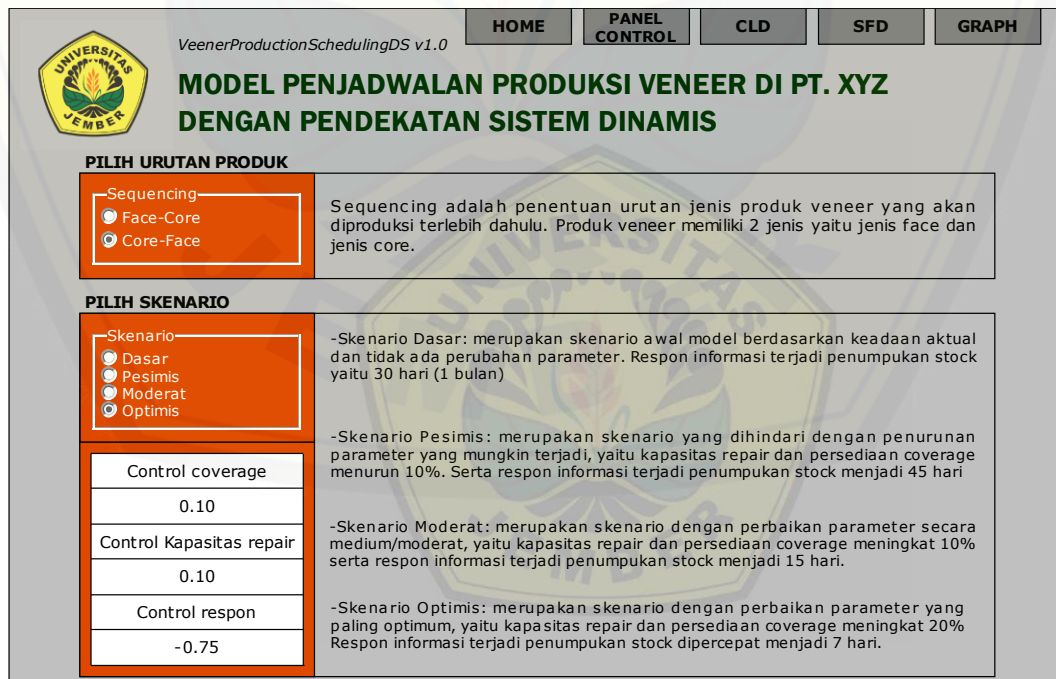 HOME
PANEL
CONTROL
CLD
SFD
GRAPH
VeenerProductionSchedulingDS v1.0
UNIVERSITAS
JEMBER
MODEL PENJADWALAN PRODUKSI VENEER DI PT. XYZ
DENGAN PENDEKATAN SISTEM DINAMIS
PILIH URUTAN PRODUK
Sequencing
Face-Core
Core-Face
Sequencing adalah penentuan urutan jenis produk veneer yang akan
diproduksi terlebih dahulu. Produk veneer memiliki 2 jenis yaitu jenis face dan
jenis core.
PILIH SKENARIO
Skenario
Dasar
Pesimis
Moderat
Optimis
Control coverage
0.10
Control Kapasitas repair
0.10
Control respon
-0.75
-Skenario Dasar: merupakan skenario awal model berdasarkan keadaan aktual
dan tidak ada perubahan parameter. Respon informasi terjadi penumpukan stock
yaitu 30 hari (1 bulan)
-Skenario Pesimis: merupakan skenario yang dihindari dengan penurunan
parameter yang mungkin terjadi, yaitu kapasitas repair dan persediaan coverage
menurun 10%. Serta respon informasi terjadi penumpukan stock menjadi 45 hari
-Skenario Moderat: merupakan skenario dengan perbaikan parameter secara
medium/moderat, yaitu kapasitas repair dan persediaan coverage meningkat 10%
serta respon informasi terjadi penumpukan stock menjadi 15 hari.
-Skenario Optimis: merupakan skenario dengan perbaikan parameter yang
paling optimum, yaitu kapasitas repair dan persediaan coverage meningkat 20%
Respon informasi terjadi penumpukan stock dipercepat menjadi 7 hari.
UNIVERSITAS
JEMBER